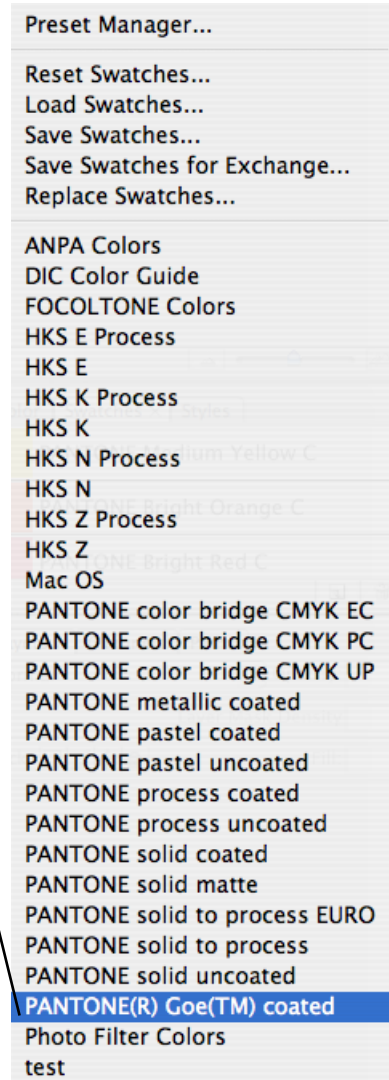 Preset Manager...
Reset Swatches...
Load Swatches...
Save Swatches...
Save Swatches for Exchange...
Replace Swatches...
ANPA Colors
DIC Color Guide
FOCOLTONE Colors
HKS E Process
HKS E
HKS K Process
HKS K
HKS N Process
HKS N
HKS Z Process
HKS Z
Mac OS
PANTONE color bridge CMYK EC
PANTONE color bridge CMYK PC
PANTONE color bridge CMYK UP
PANTONE metallic coated
PANTONE pastel coated
PANTONE pastel uncoated
PANTONE process coated
PANTONE process uncoated
PANTONE solid coated
PANTONE solid matte
PANTONE solid to process EURO
PANTONE solid to process
PANTONE solid uncoated
PANTONE(R) Goe(TM) coated
Photo Filter Colors
test